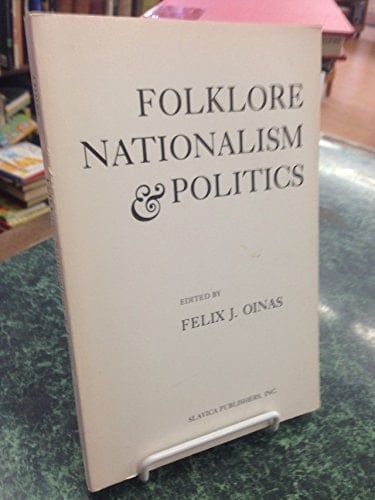 FOLKLORE
NATIONALISM
& POLITICS
EDITED BY
FELIX J. OINAS
SLAVICA PUBLISHERS, INC.